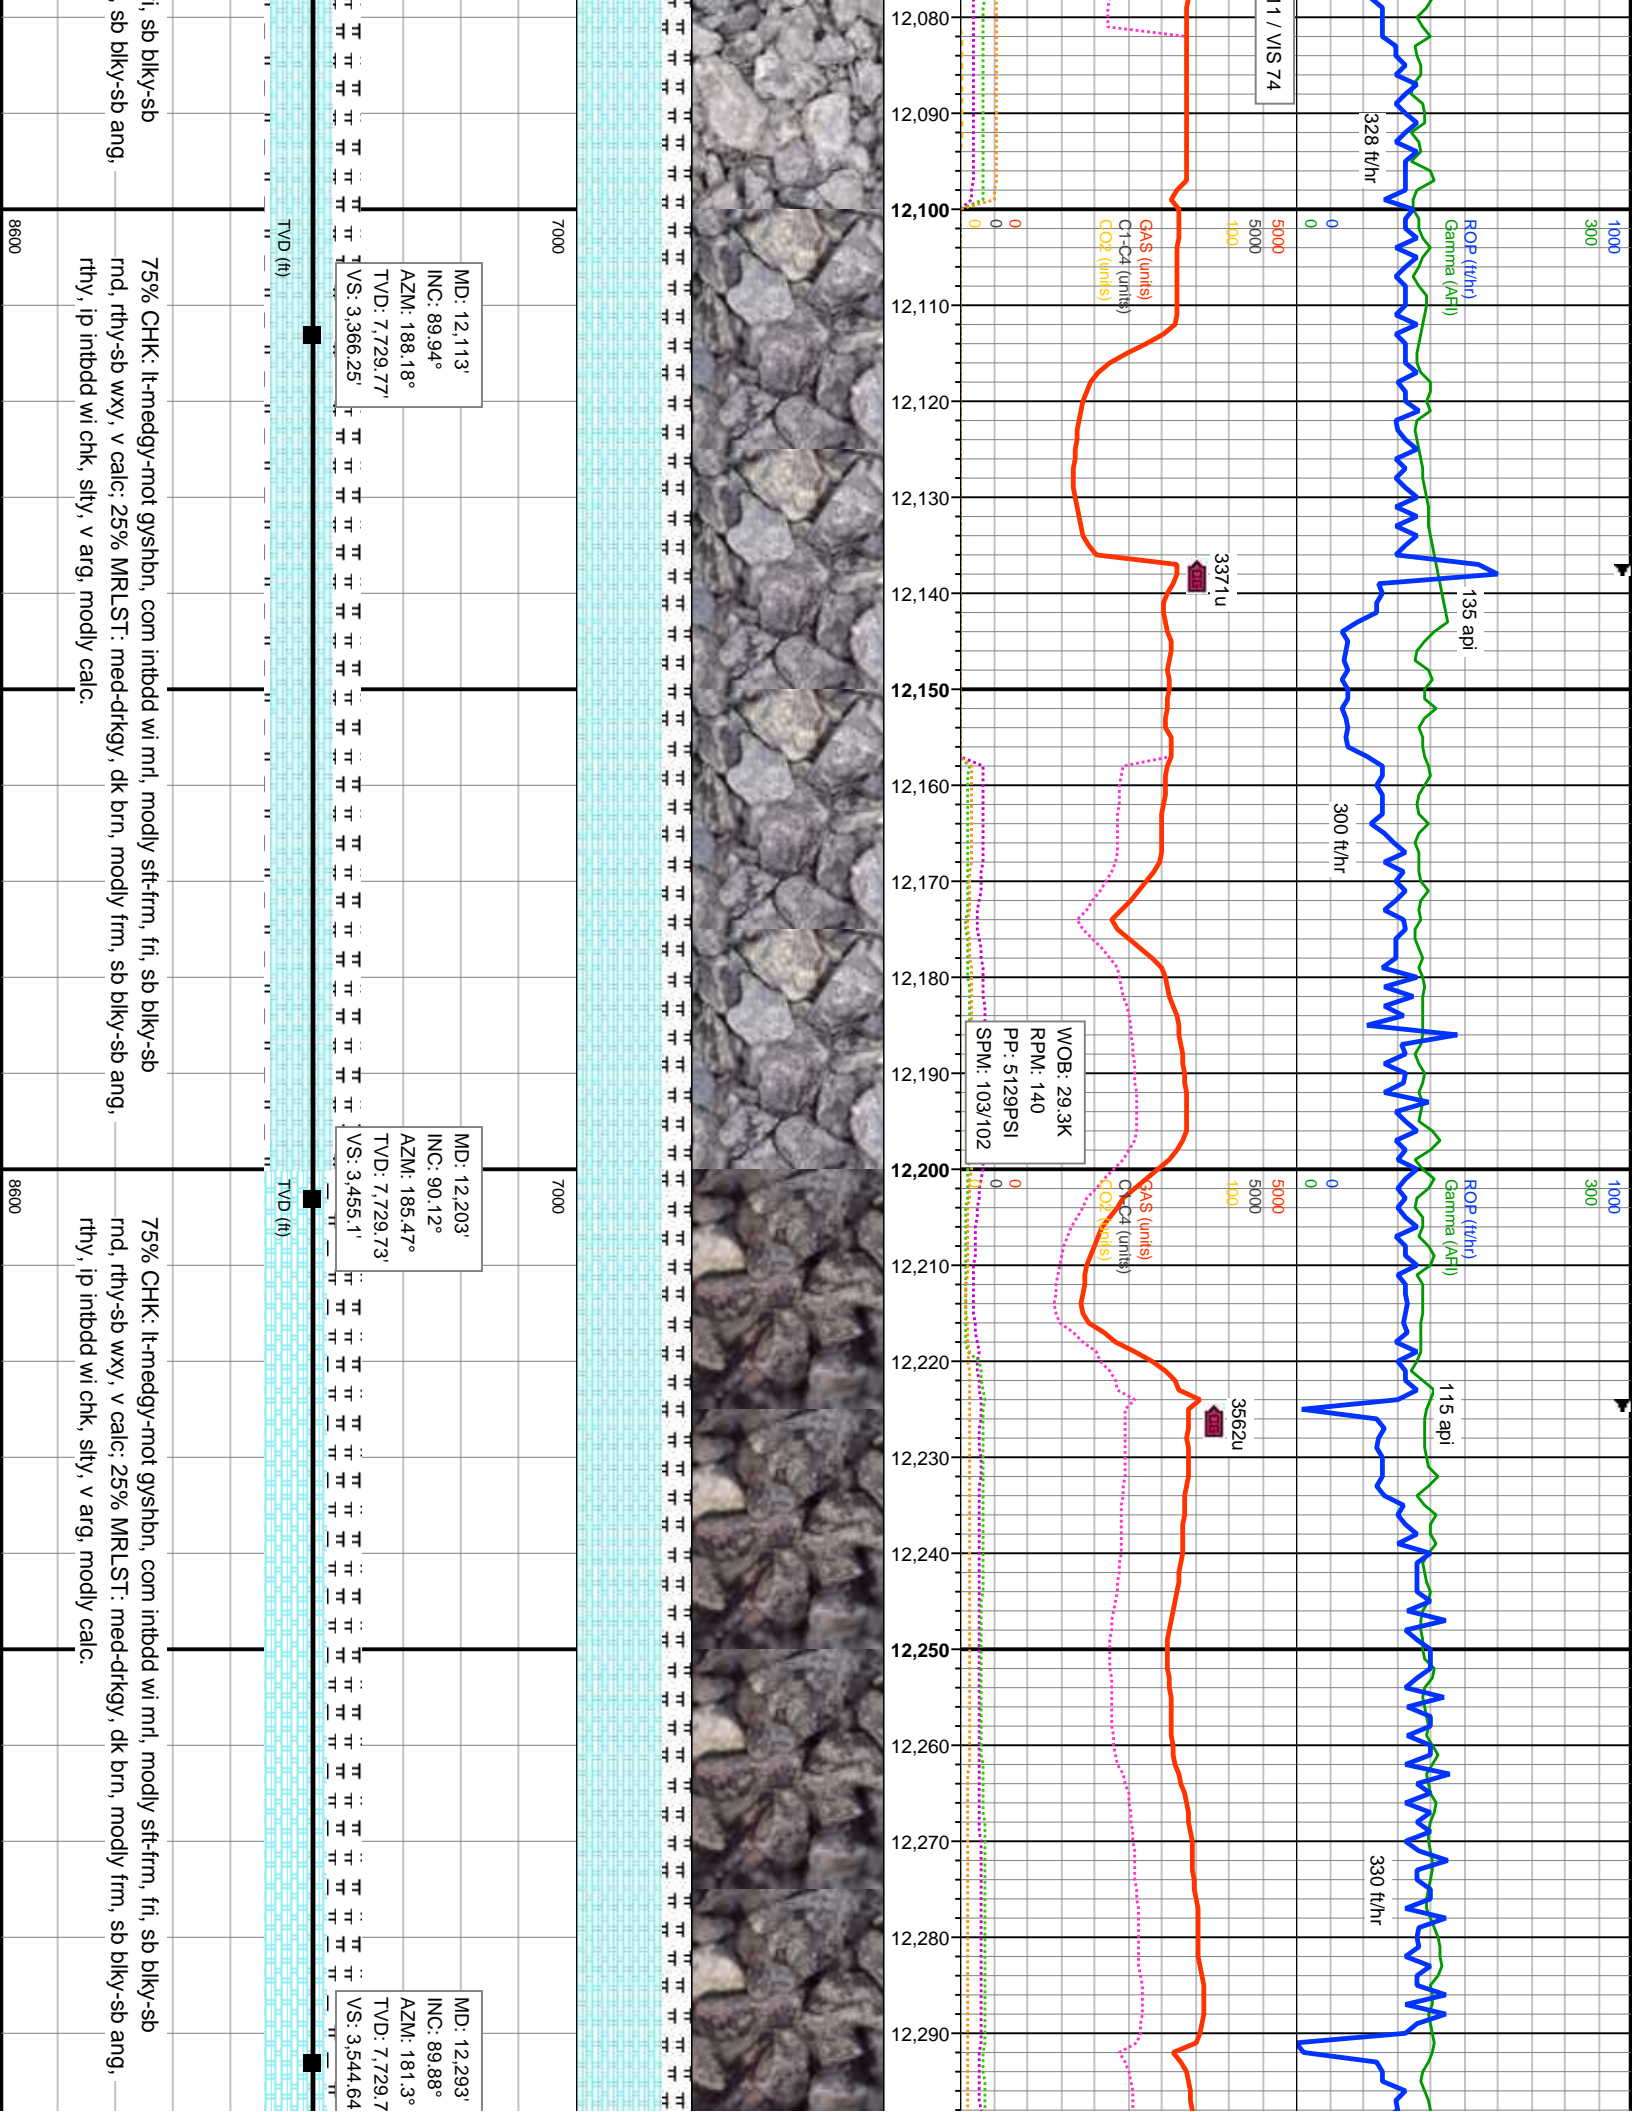 i, sb blky-sb
, sb blky-sb ang,
11 / VIS 74
328 ft/hr
12,080
12,090
12,100
12,110
12,120
12,130
12,140
12,150
12,160
12,170
12,180
12,190
12,200
12,210
12,220
12,230
12,240
12,250
12,260
12,270
12,280
12,290
1000
300
ROP (ft/hr)
Gamma (API)
0
0
5000
5000
100
GAS (units)
C1-C4 (units)
CO2 (units)
0
0
0
7000
TVD (ft)
8600
MD: 12,113'
INC: 89.94°
AZM: 188.18°
TVD: 7,729.77'
VS: 3,366.25'
75% CHK: lt-medgy-mot gyshbn, com intbdd wi mrl, modly sft-frm, fri, sb blky-sb
rnd, rthy-sb wxy, v calc; 25% MRLST: med-drkgy, dk brn, modly frm, sb blky-sb ang,
rthy, ip intbdd wi chk, slty, v arg, modly calc.
135 api
3371u
300 ft/hr
WOB: 29.3K
RPM: 140
PP: 5129PSI
SPM: 103/102
MD: 12,203'
INC: 90.12°
AZM: 185.47°
TVD: 7,729.73'
VS: 3,455.1'
1000
300
ROP (ft/hr)
Gamma (API)
0
0
5000
5000
100
GAS (units)
C1-C4 (units)
CO2 (units)
0
0
0
7000
TVD (ft)
8600
75% CHK: lt-medgy-mot gyshbn, com intbdd wi mrl, modly sft-frm, fri, sb blky-sb
rnd, rthy-sb wxy, v calc; 25% MRLST: med-drkgy, dk brn, modly frm, sb blky-sb ang,
rthy, ip intbdd wi chk, slty, v arg, modly calc.
115 api
3562u
330 ft/hr
MD: 12,293'
INC: 89.88°
AZM: 181.3°
TVD: 7,729.7
VS: 3,544.64